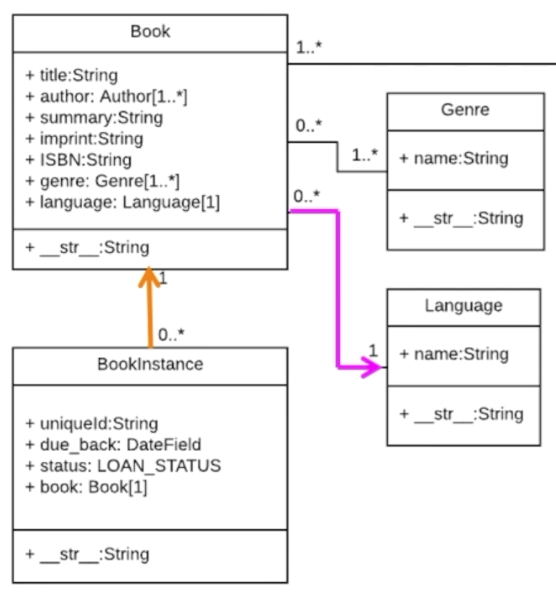 Book
+ title:String
+ author: Author[1..*]
+ summary:String
+ imprint:String
+ ISBN:String
+ genre: Genre[1..*]
+ language: Language[1]
+ __str__:String
1..*
0..*
1..*
0..*
1
Genre
+ name:String
+ __str__:String
Language
+ name:String
+ __str__:String
1
0..*
BookInstance
+ uniqueId:String
+ due_back: DateField
+ status: LOAN_STATUS
+ book: Book[1]
+ __str__:String